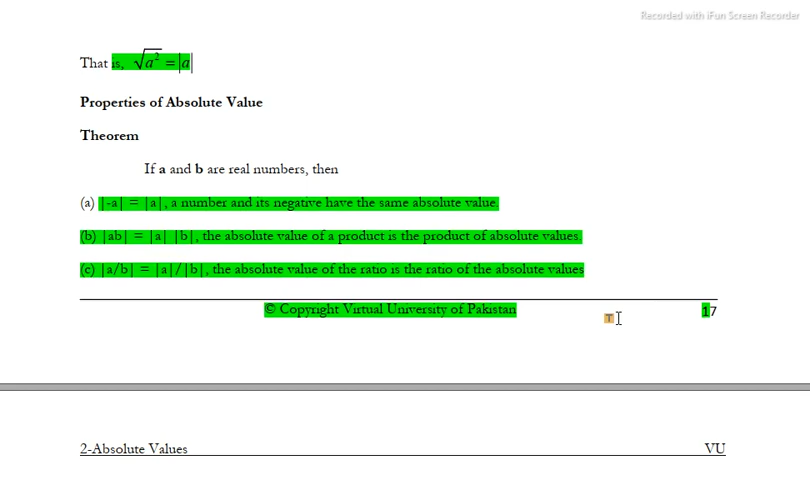 Recorded with iFun Screen Recorder
That is, √a² = |a|
Properties of Absolute Value
Theorem
If a and b are real numbers, then
(a) |-a| = |a|, a number and its negative have the same absolute value.
(b) |ab| = |a| |b|, the absolute value of a product is the product of absolute values.
(c) |a/b| = |a|/|b|, the absolute value of the ratio is the ratio of the absolute values
© Copyright Virtual University of Pakistan 17
2-Absolute Values VU